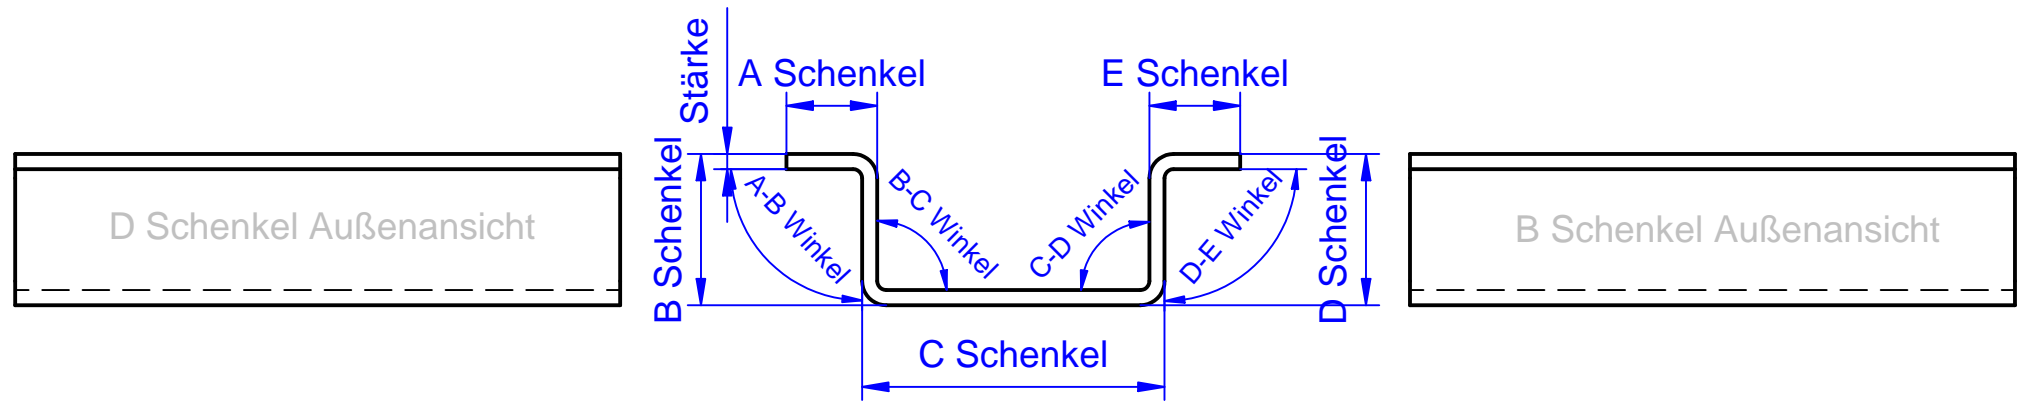 Stärke
A Schenkel
E Schenkel
B Schenkel
A-B Winkel
B-C Winkel
C-D Winkel
D-E Winkel
D Schenkel
D Schenkel Außenansicht
B Schenkel Außenansicht
C Schenkel